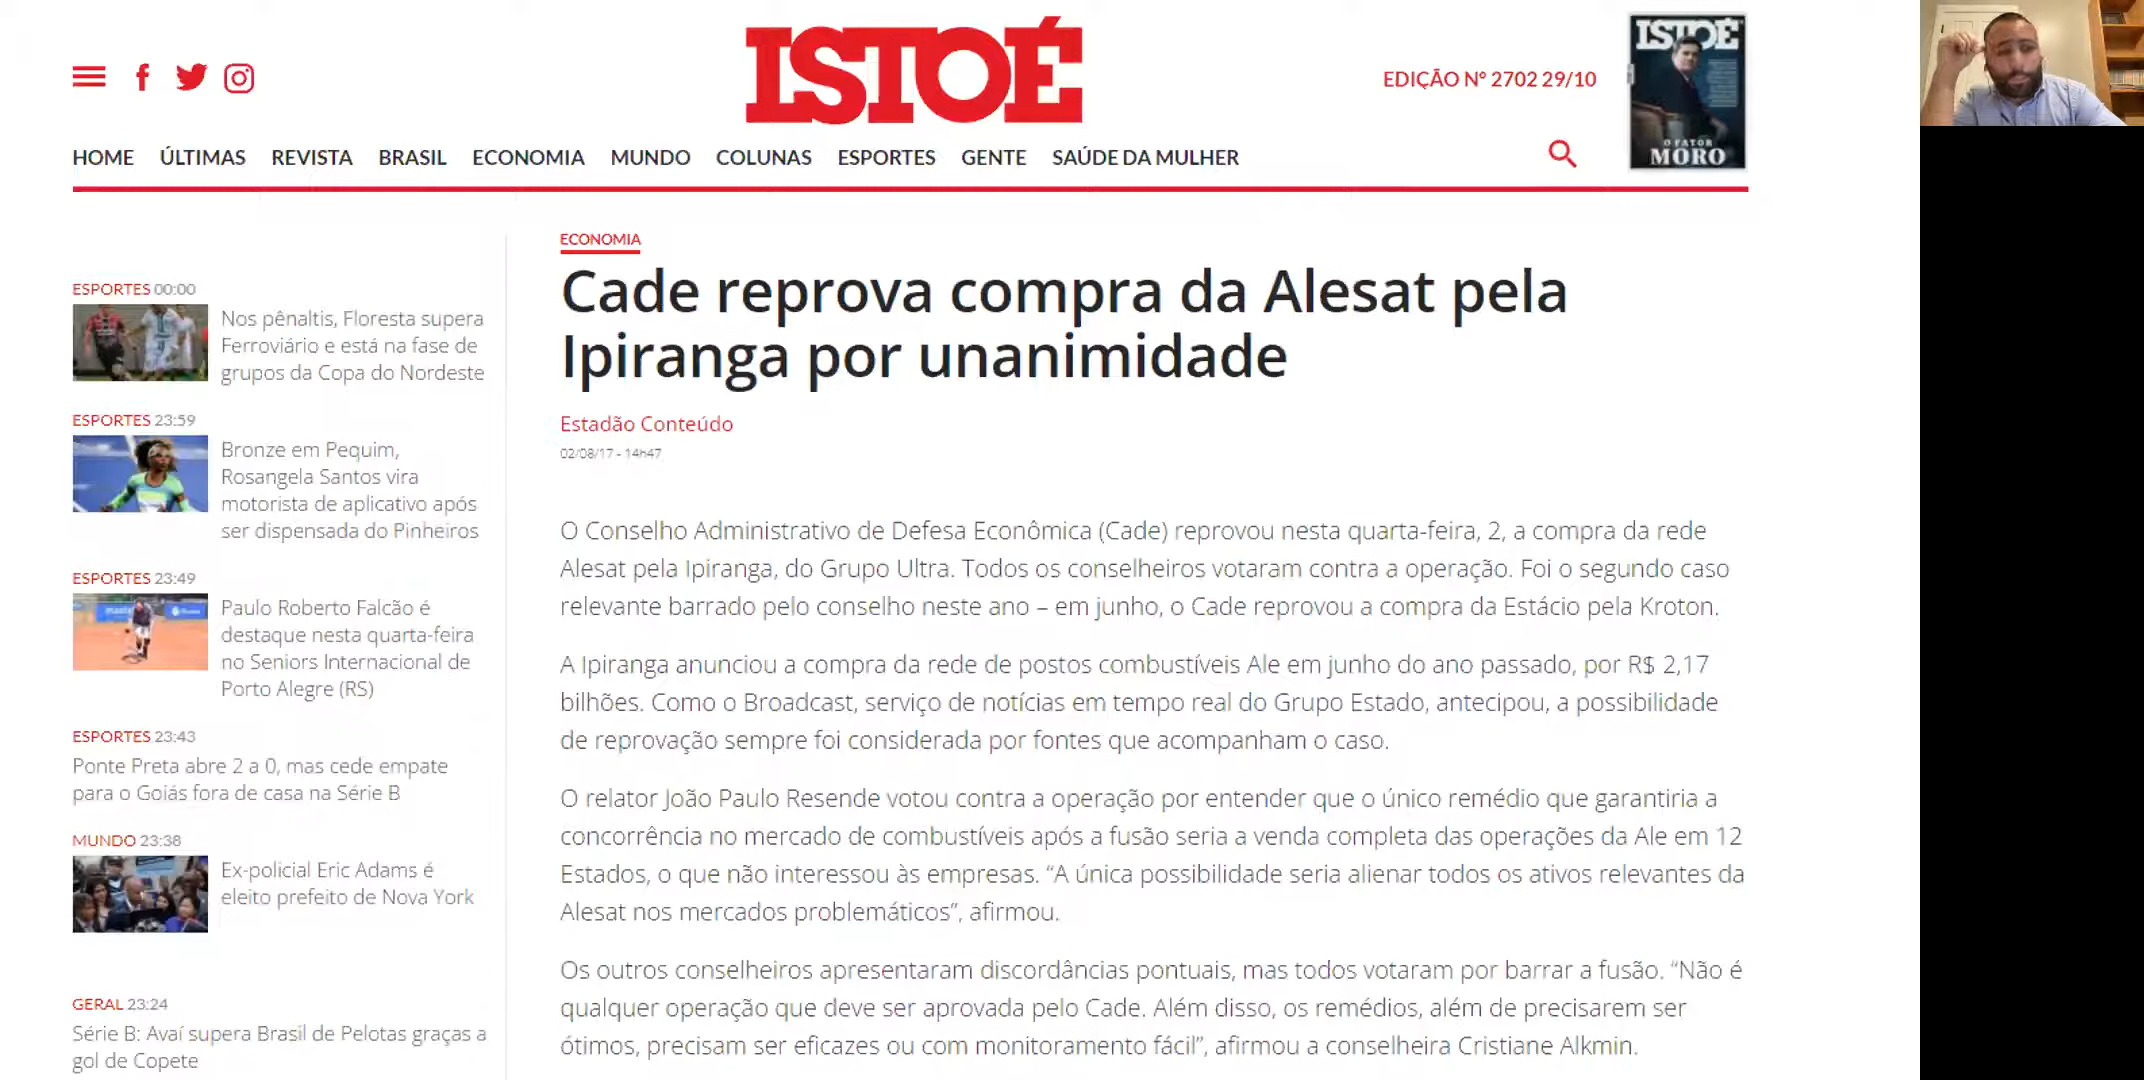 ISTOÉ
EDIÇÃO Nº 2702 29/10
ISTOÉ
O FATOR
MORO
HOME ÚLTIMAS REVISTA BRASIL ECONOMIA MUNDO COLUNAS ESPORTES GENTE SAÚDE DA MULHER
ESPORTES 00:00
Nos pênaltis, Floresta supera
Ferroviário e está na fase de
grupos da Copa do Nordeste
ESPORTES 23:59
Bronze em Pequim,
Rosangela Santos vira
motorista de aplicativo após
ser dispensada do Pinheiros
ESPORTES 23:49
Paulo Roberto Falcão é
destaque nesta quarta-feira
no Seniors Internacional de
Porto Alegre (RS)
ESPORTES 23:43
Ponte Preta abre 2 a 0, mas cede empate
para o Goiás fora de casa na Série B
MUNDO 23:38
Ex-policial Eric Adams é
eleito prefeito de Nova York
GERAL 23:24
Série B: Avaí supera Brasil de Pelotas graças a
gol de Copete
ECONOMIA
Cade reprova compra da Alesat pela
Ipiranga por unanimidade
Estadão Conteúdo
02/08/17 - 14h47
O Conselho Administrativo de Defesa Econômica (Cade) reprovou nesta quarta-feira, 2, a compra da rede
Alesat pela Ipiranga, do Grupo Ultra. Todos os conselheiros votaram contra a operação. Foi o segundo caso
relevante barrado pelo conselho neste ano – em junho, o Cade reprovou a compra da Estácio pela Kroton.
A Ipiranga anunciou a compra da rede de postos combustíveis Ale em junho do ano passado, por R$ 2,17
bilhões. Como o Broadcast, serviço de notícias em tempo real do Grupo Estado, antecipou, a possibilidade
de reprovação sempre foi considerada por fontes que acompanham o caso.
O relator João Paulo Resende votou contra a operação por entender que o único remédio que garantiria a
concorrência no mercado de combustíveis após a fusão seria a venda completa das operações da Ale em 12
Estados, o que não interessou às empresas. “A única possibilidade seria alienar todos os ativos relevantes da
Alesat nos mercados problemáticos”, afirmou.
Os outros conselheiros apresentaram discordâncias pontuais, mas todos votaram por barrar a fusão. “Não é
qualquer operação que deve ser aprovada pelo Cade. Além disso, os remédios, além de precisarem ser
ótimos, precisam ser eficazes ou com monitoramento fácil”, afirmou a conselheira Cristiane Alkmin.